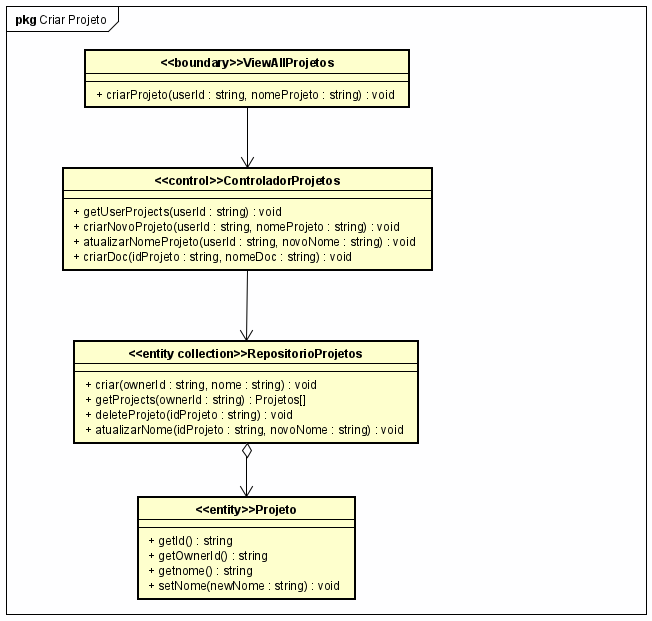 pkg Criar Projeto
<<boundary>>ViewAllProjetos
+ criarProjeto(userId : string, nomeProjeto : string) : void
<<control>>ControladorProjetos
+ getUserProjects(userId : string) : void
+ criarNovoProjeto(userId : string, nomeProjeto : string) : void
+ atualizarNomeProjeto(userId : string, novoNome : string) : void
+ criarDoc(idProjeto : string, nomeDoc : string) : void
<<entity collection>>RepositorioProjetos
+ criar(ownerId : string, nome : string) : void
+ getProjects(ownerId : string) : Projetos[]
+ deleteProjeto(idProjeto : string) : void
+ atualizarNome(idProjeto : string, novoNome : string) : void
<<entity>>Projeto
+ getId() : string
+ getOwnerId() : string
+ getnome() : string
+ setNome(newNome : string) : void